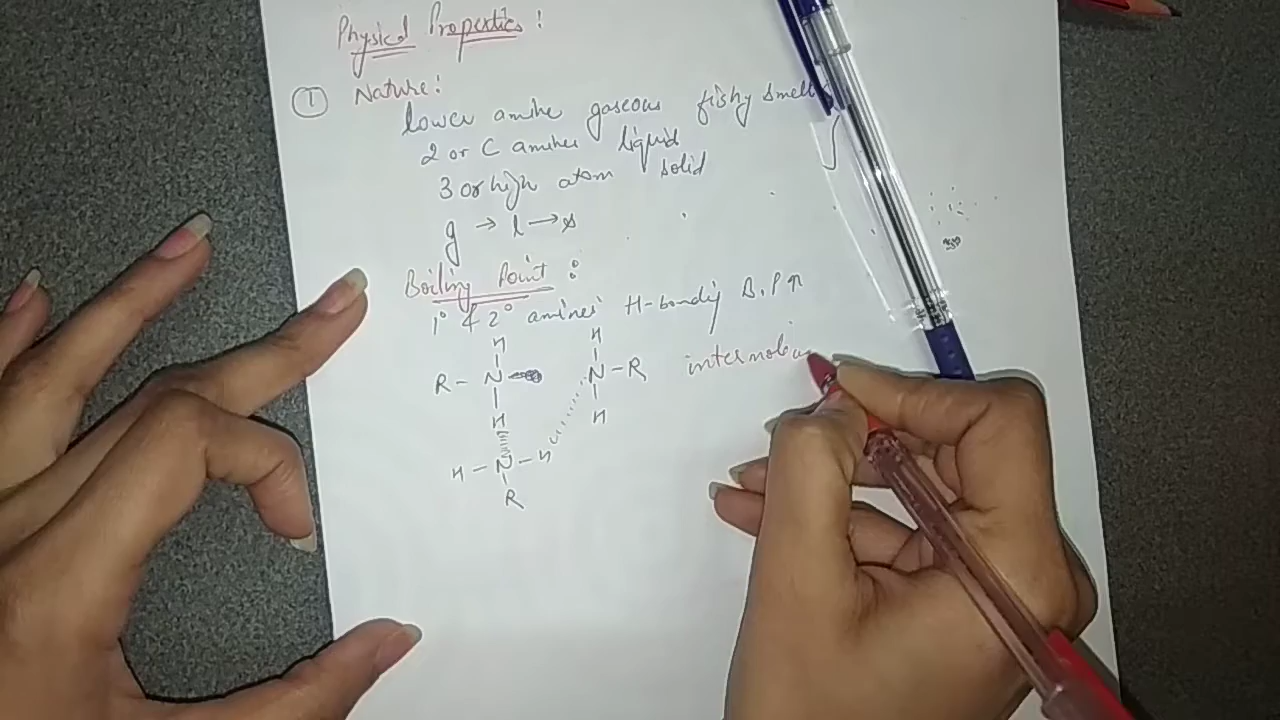 Physical Properties :
① Nature :
lower amine gaseous fishy smell
2 or C amines liquid
3 or high atom solid
g → l → s
Boiling Point :
1° & 2° amines H-bondig B.P ↑
H H
R - N N - R intermolecu
H H
H - N - H
R